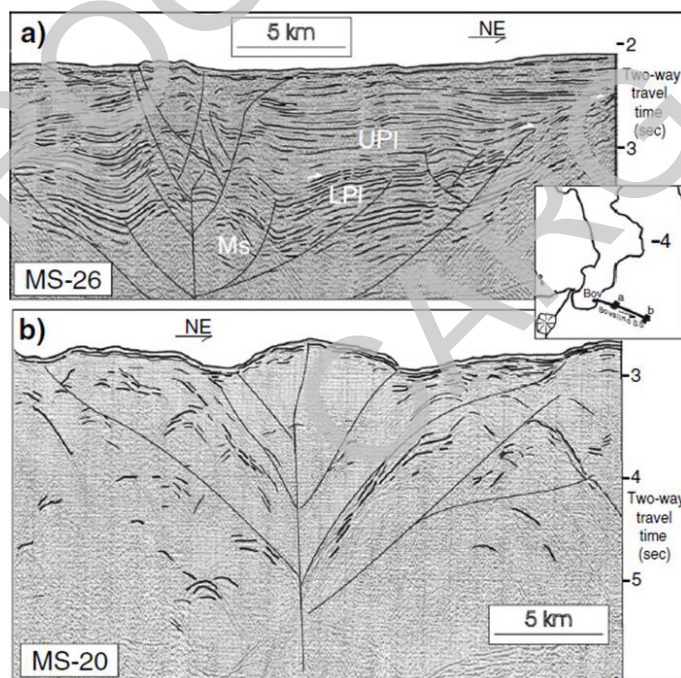 a)
5 km
NE
2
Two-way
travel
time
(sec)
3
UPl
LPl
Ms
4
MS-26
Bov
a
b
b)
NE
3
4
Two-way
travel
time
(sec)
5
5 km
MS-20